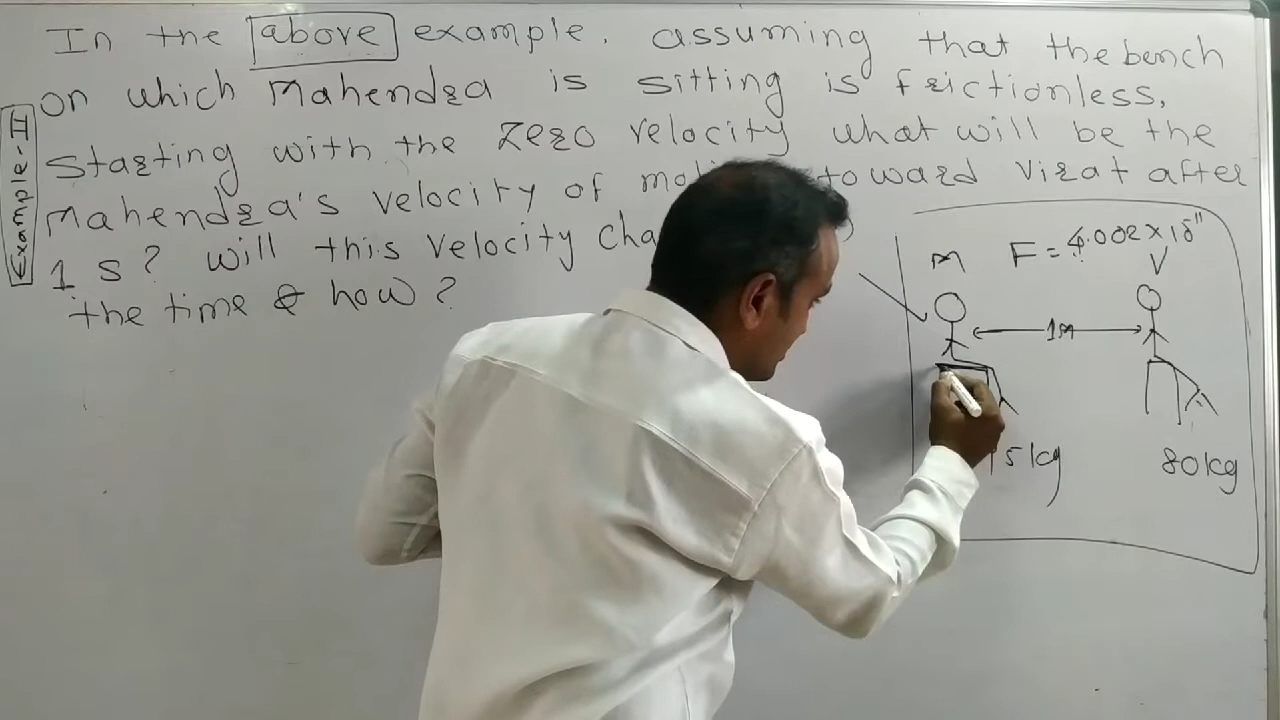 In the above example, assuming that the bench
on which Mahendra is sitting is frictionless,
starting with the zero velocity what will be the
Mahendra's velocity of toward Virat after
1 s? will this velocity
the time & how?
Example-II
M F = 4.002 × 10¯¹¹ V
1m
5 kg 80 kg